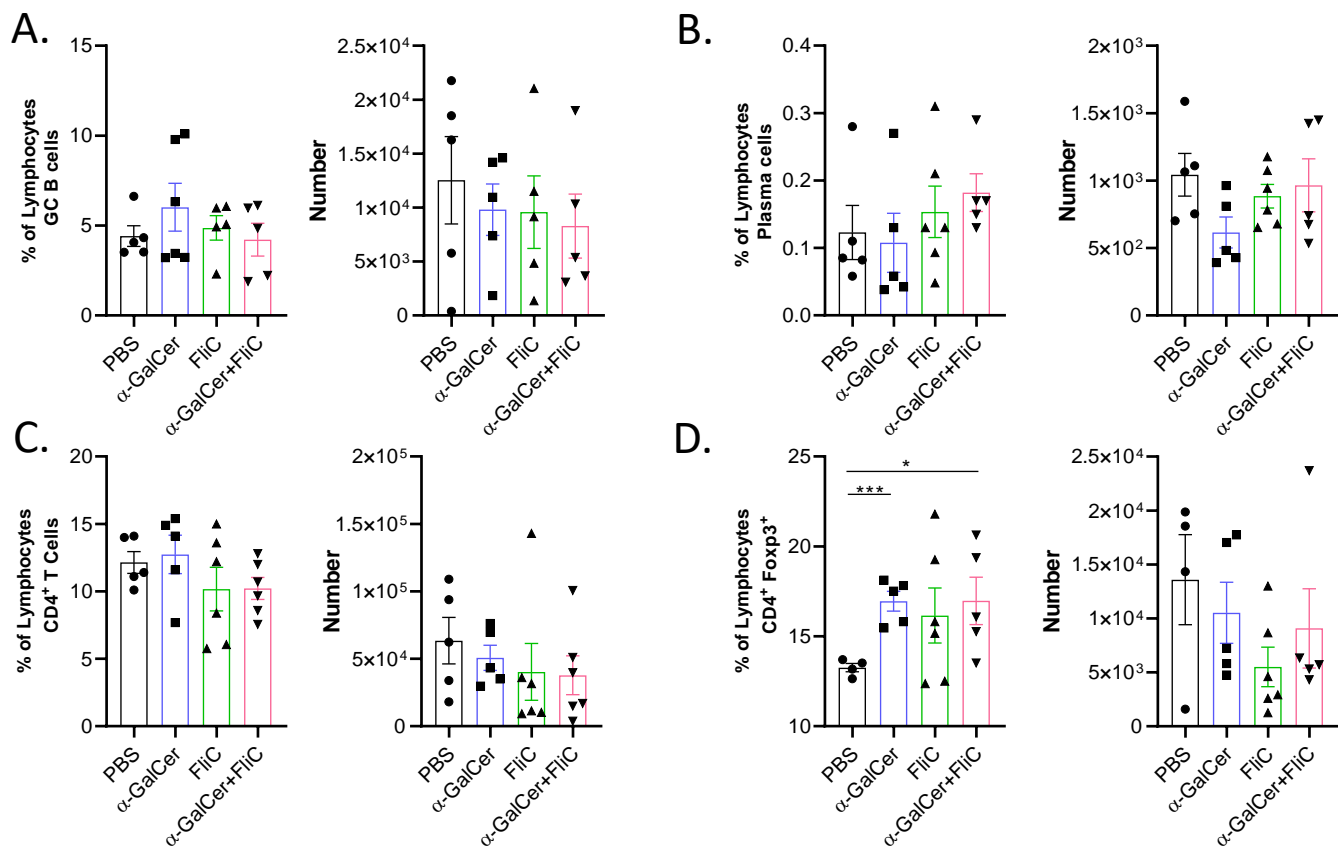 A.
% of Lymphocytes
GC B cells
15
10
5
0
PBS
α-GalCer
FliC
α-GalCer+FliC
Number
2.5×10⁴
2×10⁴
1.5×10⁴
1×10⁴
5×10³
0
PBS
α-GalCer
FliC
α-GalCer+FliC
B.
% of Lymphocytes
Plasma cells
0.4
0.3
0.2
0.1
0.0
PBS
α-GalCer
FliC
α-GalCer+FliC
Number
2×10³
1.5×10³
1×10³
5×10²
0
PBS
α-GalCer
FliC
α-GalCer+FliC
C.
% of Lymphocytes
CD4⁺ T Cells
20
15
10
5
0
PBS
α-GalCer
FliC
α-GalCer+FliC
Number
2×10⁵
1.5×10⁵
1×10⁵
5×10⁴
0
PBS
α-GalCer
FliC
α-GalCer+FliC
D.
% of Lymphocytes
CD4⁺ Foxp3⁺
25
20
15
10
*
***
PBS
α-GalCer
FliC
α-GalCer+FliC
Number
2.5×10⁴
2×10⁴
1.5×10⁴
1×10⁴
5×10³
0
PBS
α-GalCer
FliC
α-GalCer+FliC